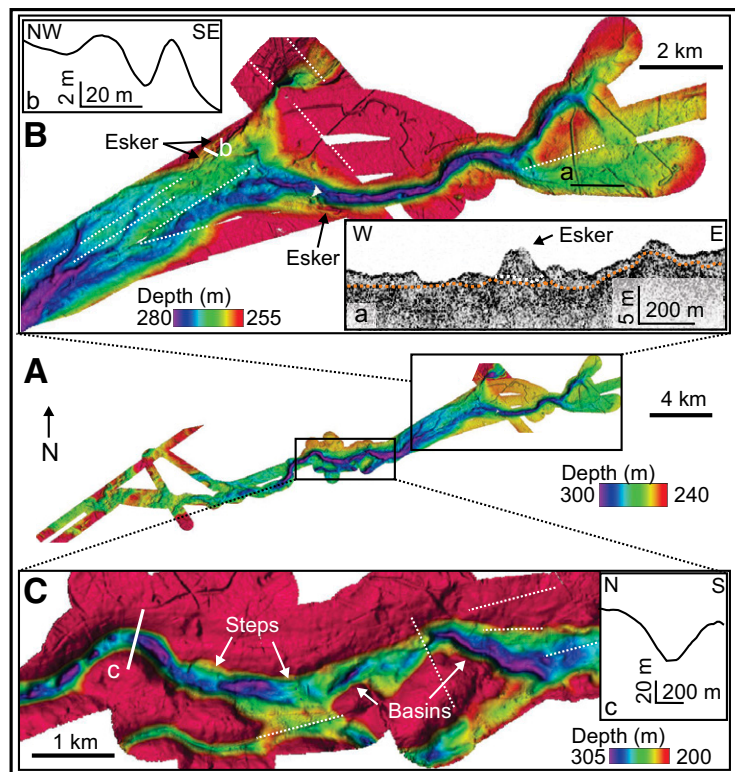 NW SE
2 m
20 m
b
2 km
Esker
B
b
a
Esker
W E
Esker
Depth (m)
280 255
5 m
200 m
a
A
N
4 km
Depth (m)
300 240
C
N S
Steps
c
Basins
20 m
200 m
c
1 km
Depth (m)
305 200